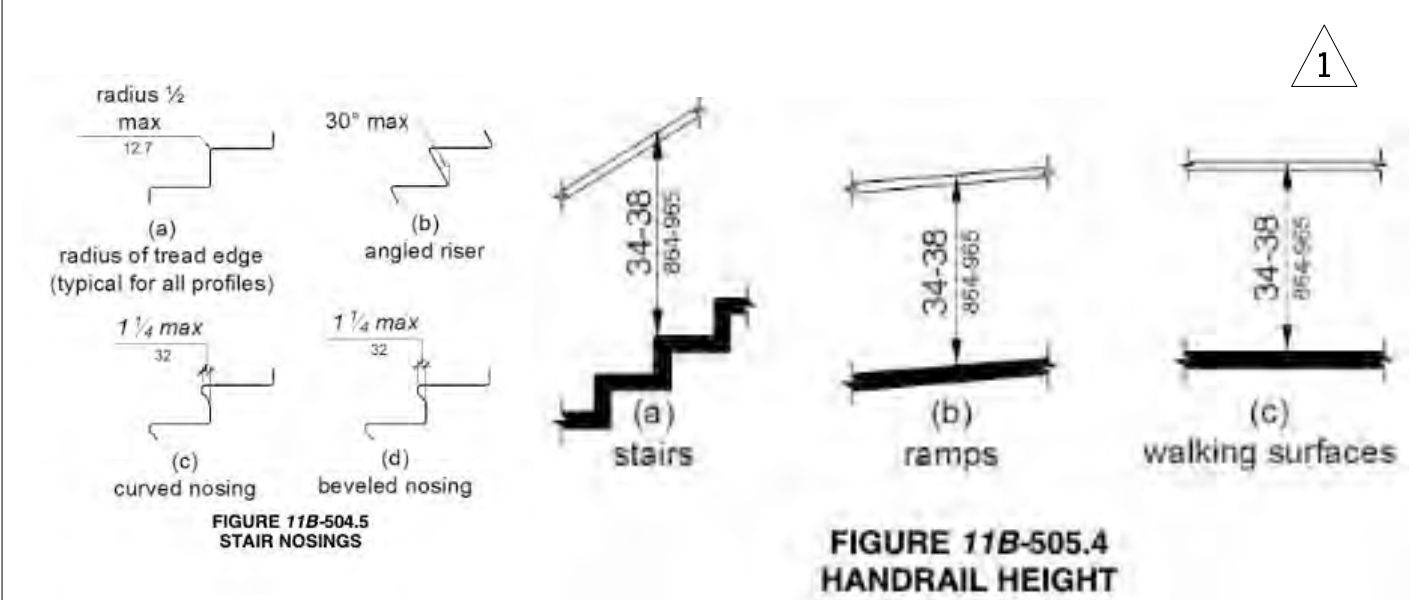 1
radius ½
max
12.7
(a)
radius of tread edge
(typical for all profiles)
30° max
(b)
angled riser
1 ¼ max
32
(c)
curved nosing
1 ¼ max
32
(d)
beveled nosing
FIGURE 11B-504.5
STAIR NOSINGS
34-38
864-965
(a)
stairs
34-38
864-965
(b)
ramps
34-38
864-965
(c)
walking surfaces
FIGURE 11B-505.4
HANDRAIL HEIGHT